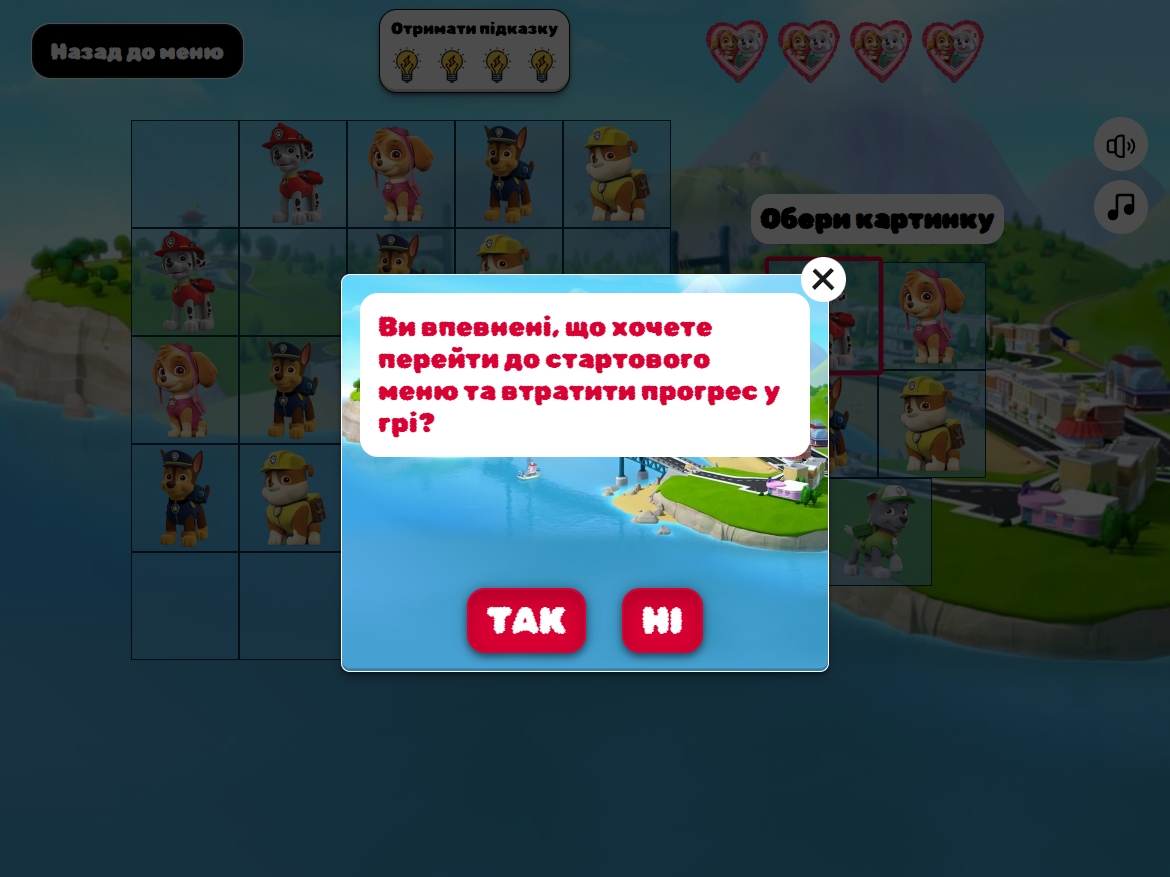 Назад до меню
Отримати підказку
Обери картинку
Ви впевнені, що хочете
перейти до стартового
меню та втратити прогрес у
грі?
ТАК
НІ